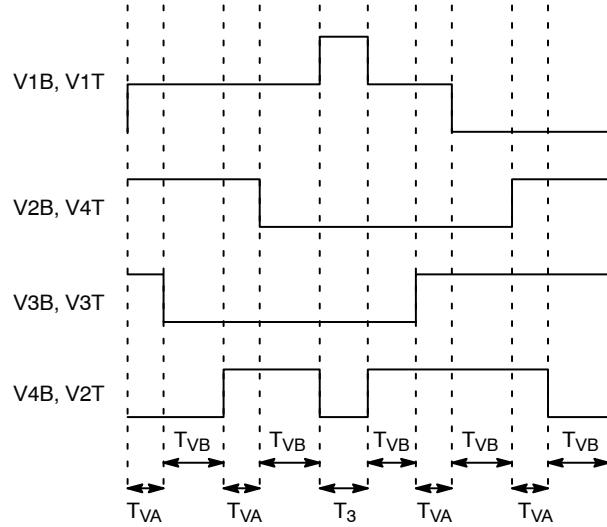 V1B, V1T
V2B, V4T
V3B, V3T
V4B, V2T
TVB TVB TVB TVB TVB
TVA TVA T3 TVA TVA